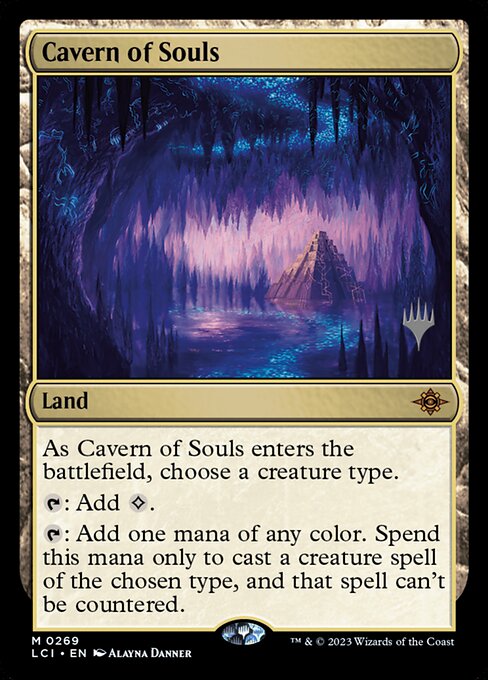 Cavern of Souls
Land
As Cavern of Souls enters the
battlefield, choose a creature type.
: Add .
: Add one mana of any color. Spend
this mana only to cast a creature spell
of the chosen type, and that spell can't
be countered.
M 0269
LCI • EN ALAYNA DANNER
™ & © 2023 Wizards of the Coast